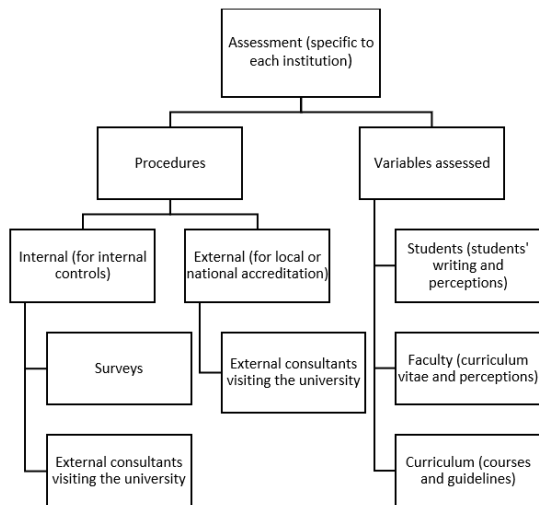 Assessment (specific to
each institution)
Procedures
Variables assessed
Internal (for internal
controls)
External (for local or
national accreditation)
Students (students'
writing and
perceptions)
Surveys
External consultants
visiting the university
Faculty (curriculum
vitae and perceptions)
External consultants
visiting the university
Curriculum (courses
and guidelines)